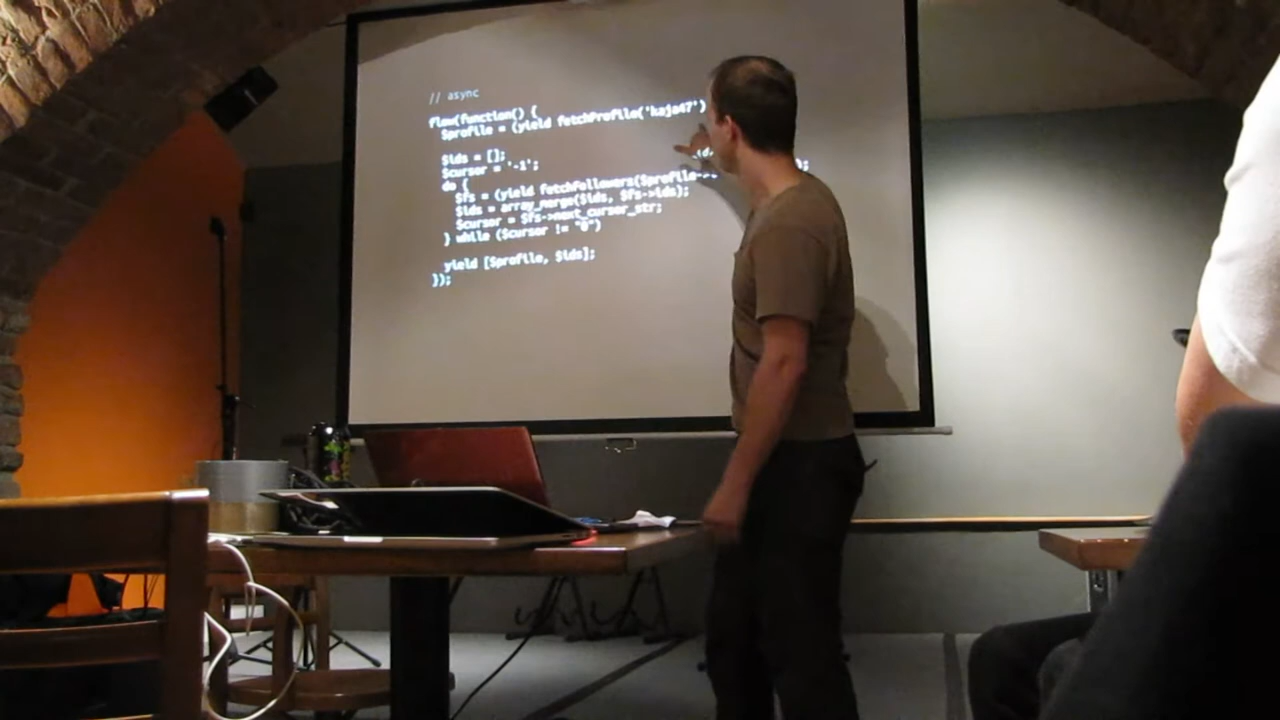 // async
flow(function() {
$profile = (yield fetchProfile('kaja47')
$ids = [];
$cursor = '-1';
do {
$fs = (yield fetchFollowers($profile->
$ids = array_merge($ids, $fs->ids);
$cursor = $fs->next_cursor_str;
} while ($cursor != "0")
yield [$profile, $ids];
});